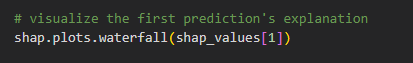 # visualize the first prediction's explanation
shap.plots.waterfall(shap_values[1])